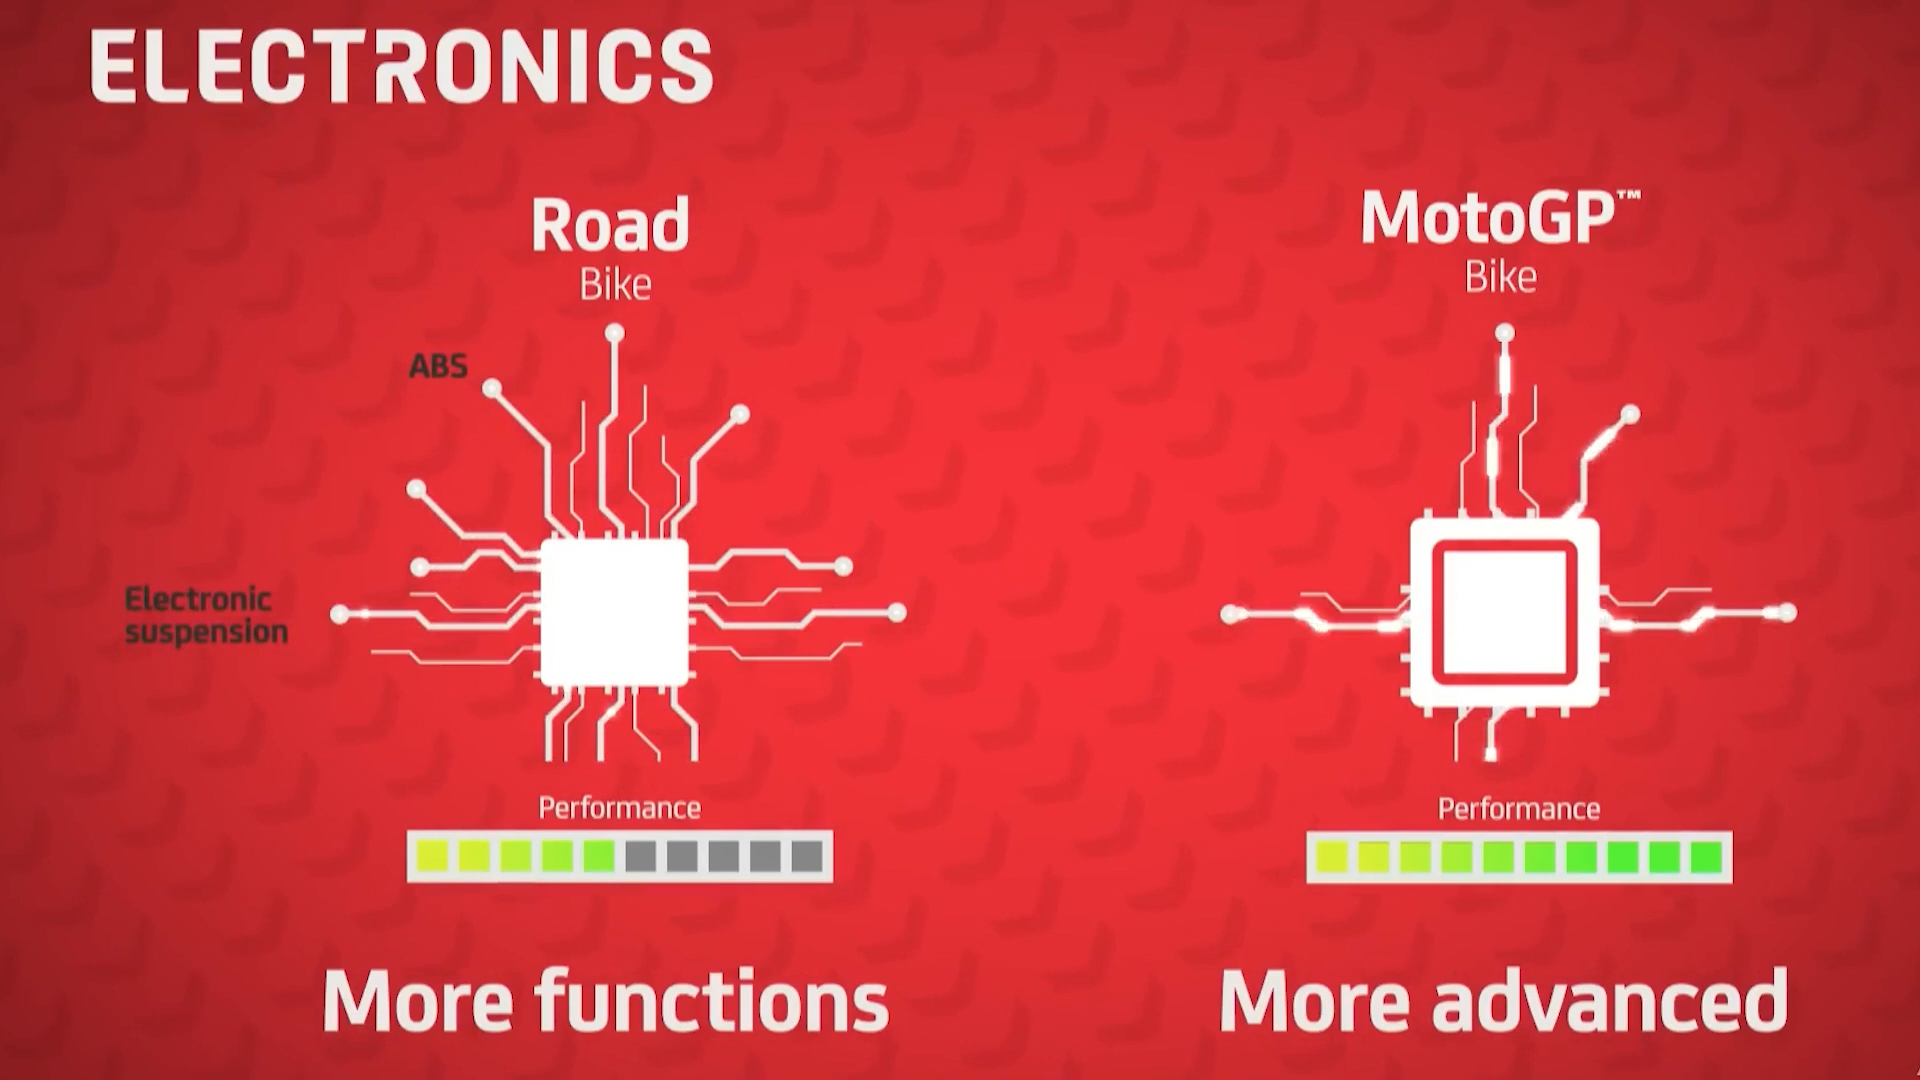 ELECTRONICS
Road
Bike
ABS
Electronic
suspension
Performance
More functions
MotoGP™
Bike
Performance
More advanced